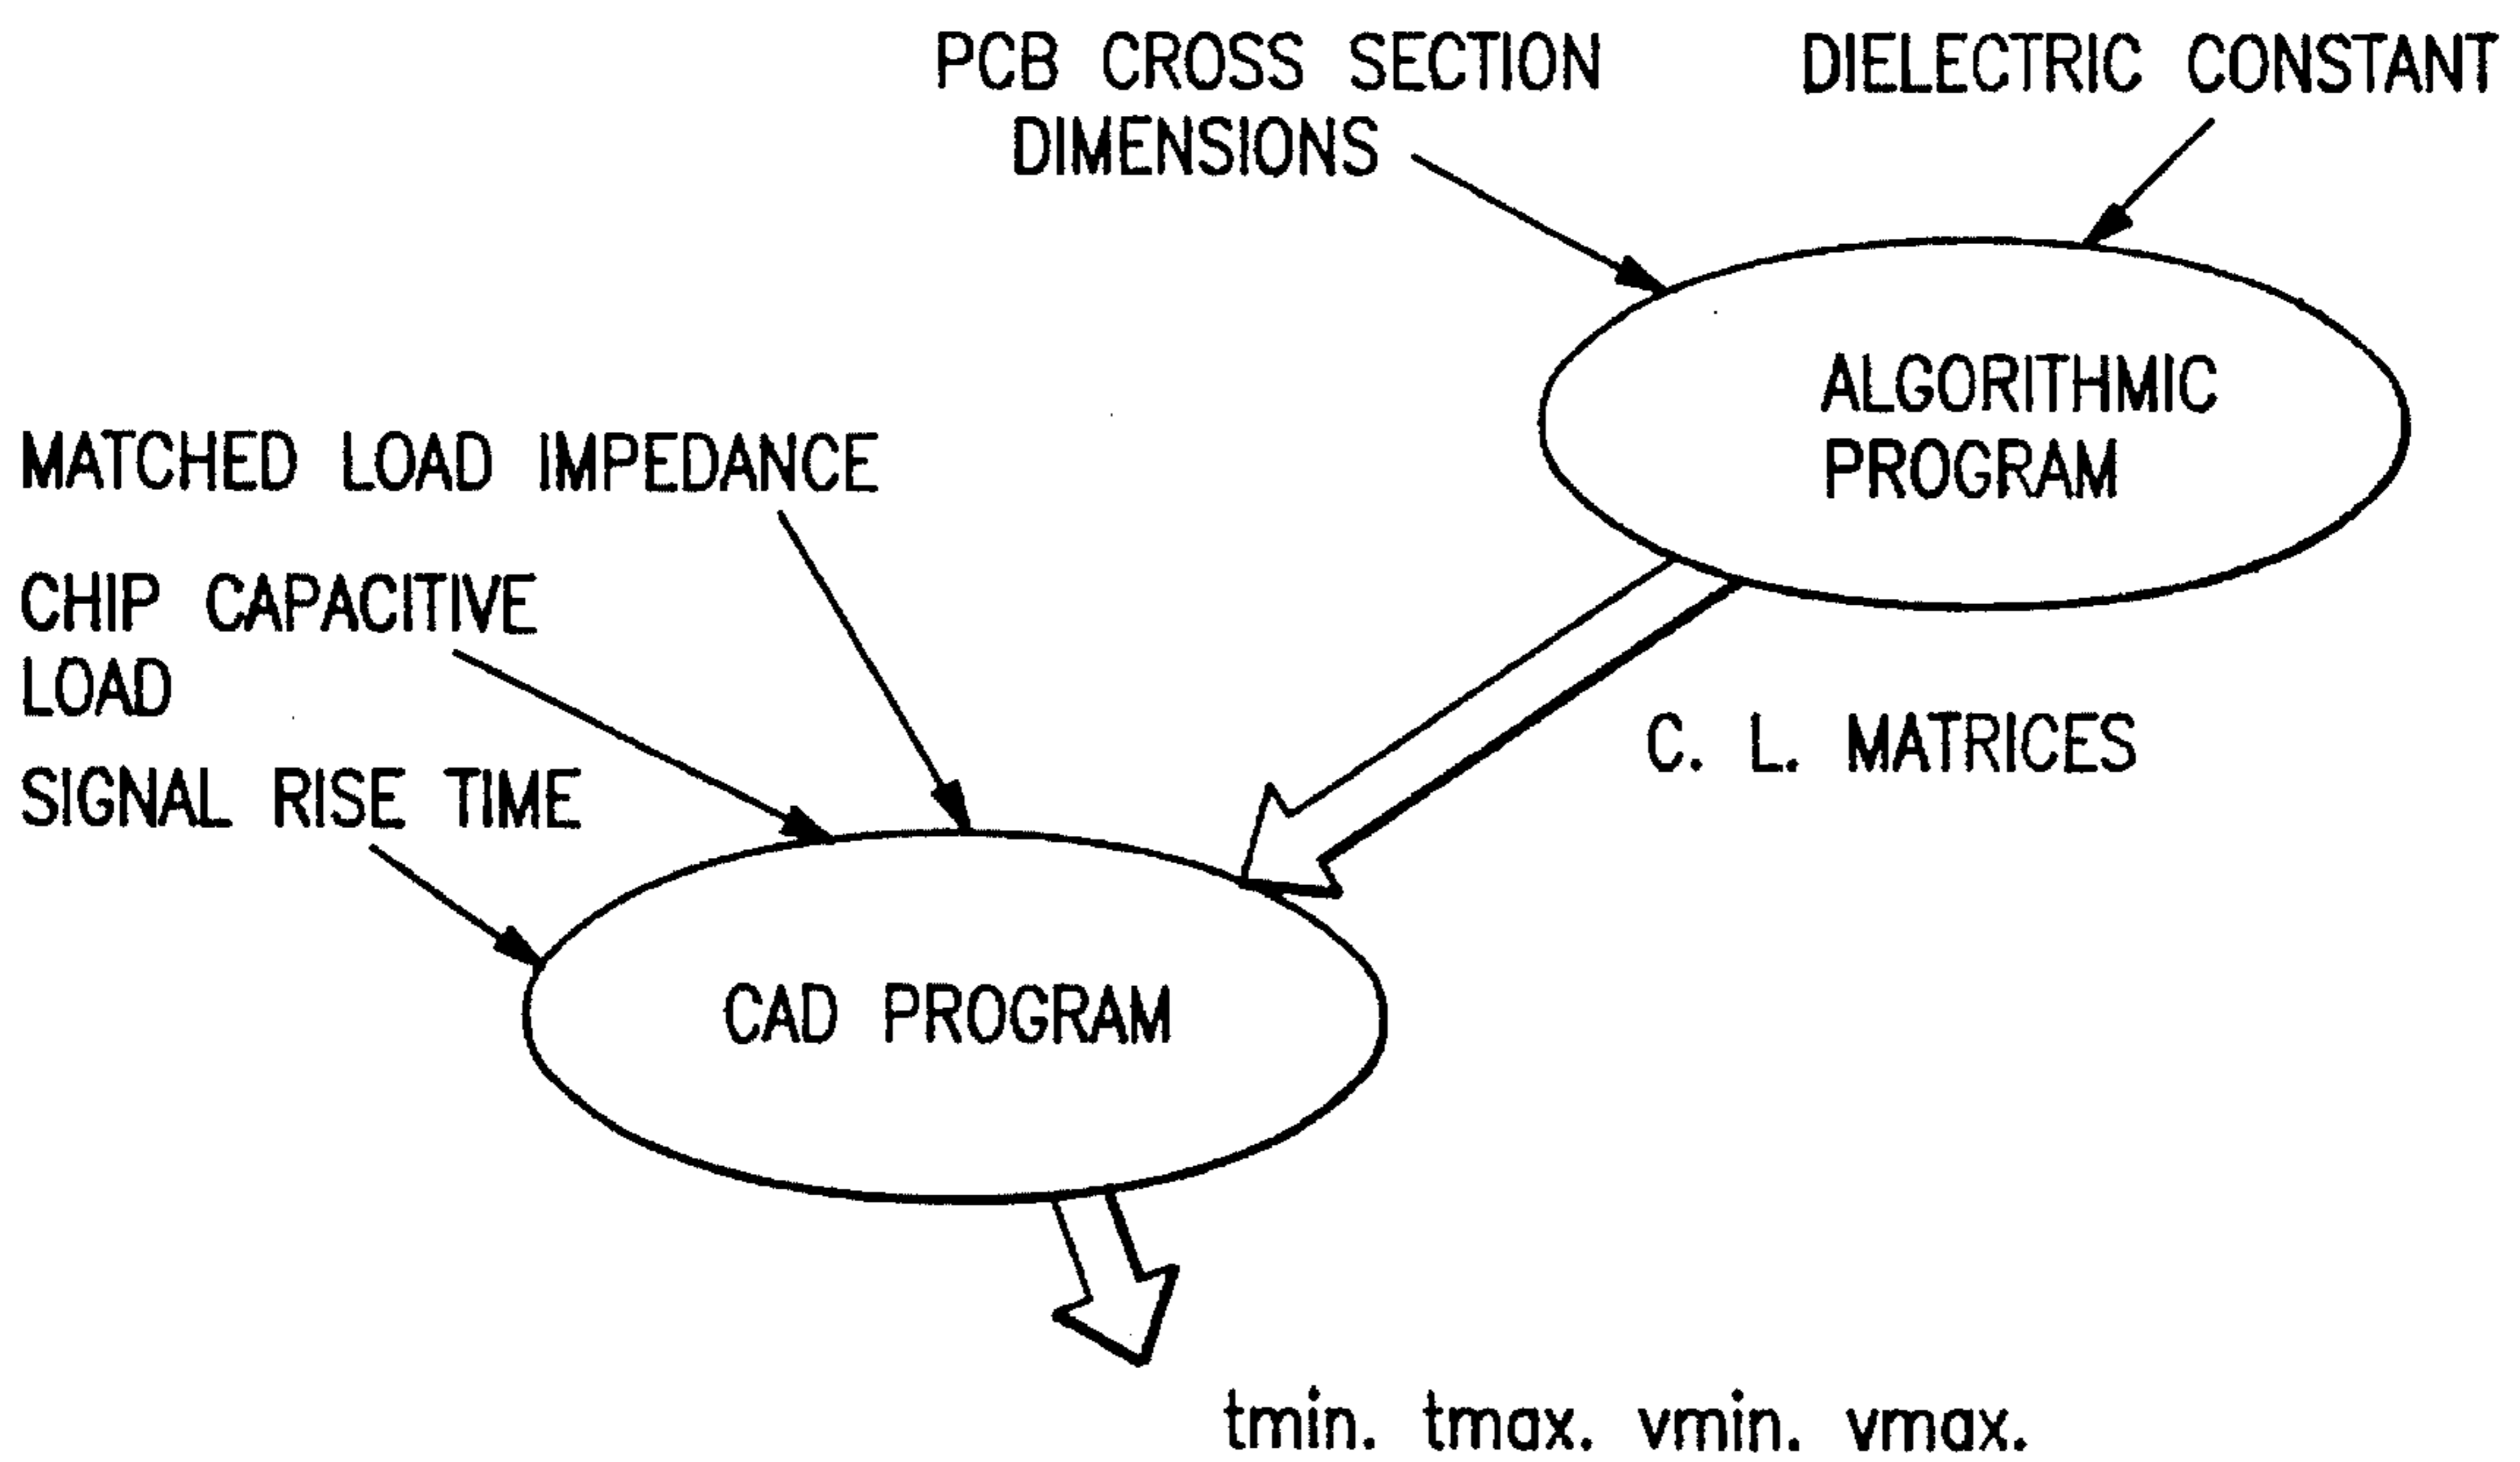 PCB CROSS SECTION
DIMENSIONS
DIELECTRIC CONSTANT
ALGORITHMIC
PROGRAM
MATCHED LOAD IMPEDANCE
CHIP CAPACITIVE
LOAD
SIGNAL RISE TIME
C. L. MATRICES
CAD PROGRAM
tmin. tmax. vmin. vmax.